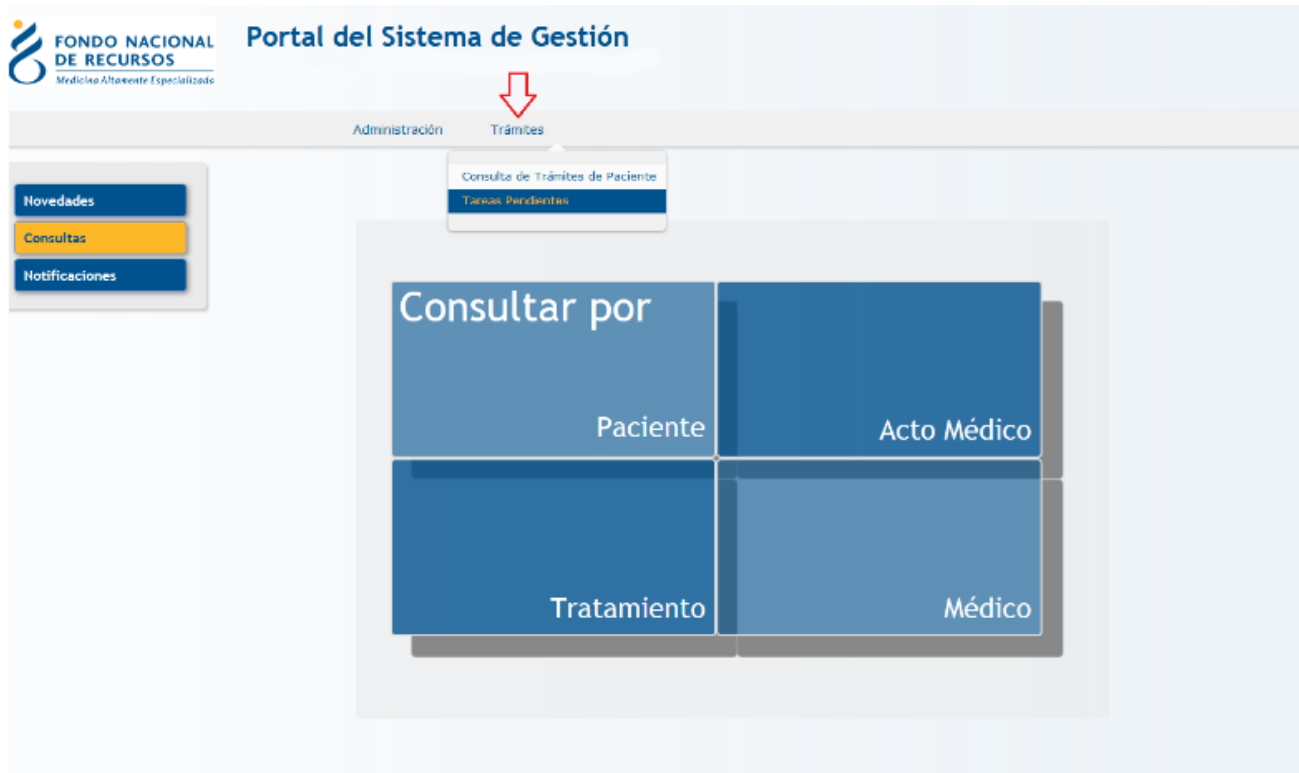 FONDO NACIONAL
DE RECURSOS
Medicina Altamente Especializada
Portal del Sistema de Gestión
Administración
Trámites
Consulta de Trámites de Paciente
Tareas Pendientes
Novedades
Consultas
Notificaciones
Consultar por
Paciente
Acto Médico
Tratamiento
Médico